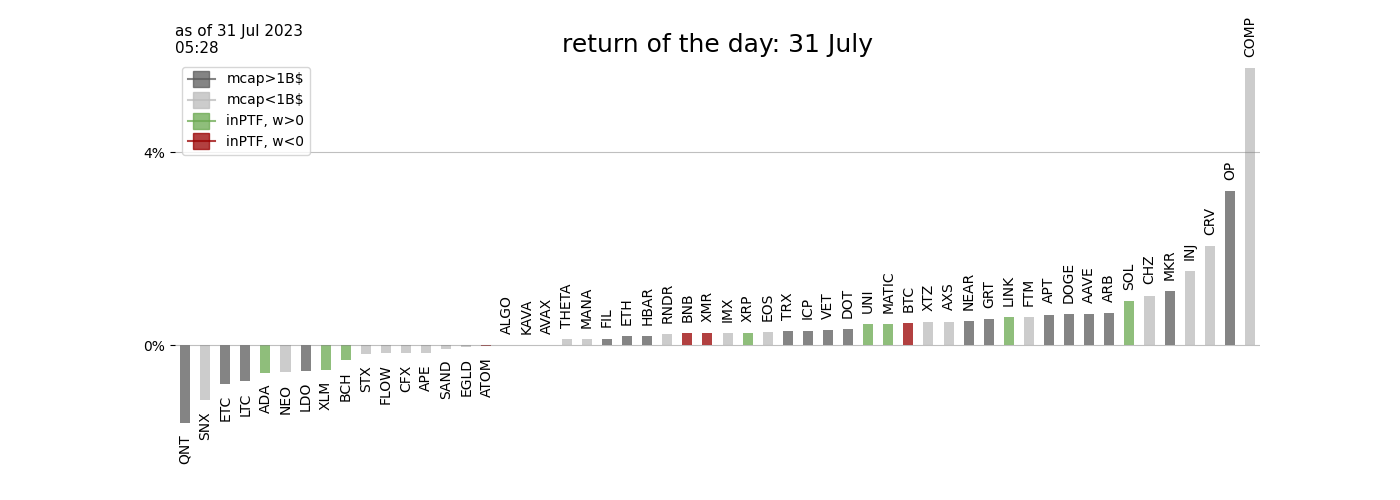 as of 31 Jul 2023
05:28
return of the day: 31 July
mcap>1B$
mcap<1B$
inPTF, w>0
inPTF, w<0
4%
0%
QNT
SNX
ETC
LTC
ADA
NEO
LDO
XLM
BCH
STX
FLOW
CFX
APE
SAND
EGLD
ATOM
ALGO
KAVA
AVAX
THETA
MANA
FIL
ETH
HBAR
RNDR
BNB
XMR
IMX
XRP
EOS
TRX
ICP
VET
DOT
UNI
MATIC
BTC
XTZ
AXS
NEAR
GRT
LINK
FTM
APT
DOGE
AAVE
ARB
SOL
CHZ
MKR
INJ
CRV
OP
COMP